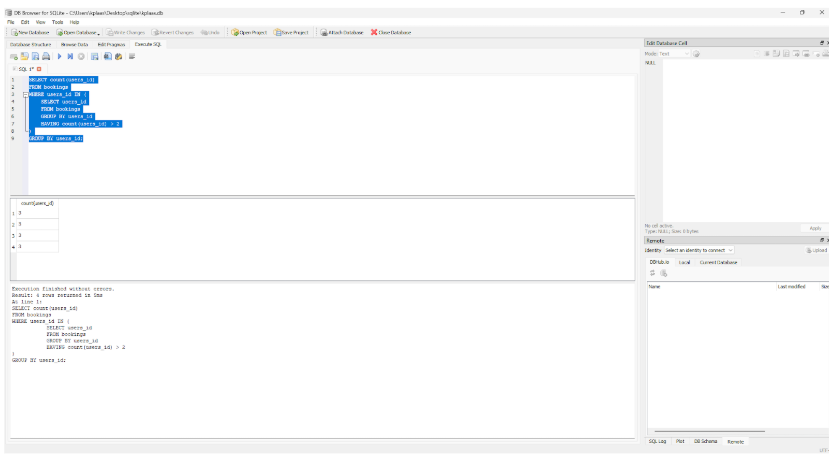 DB Browser for SQLite - C:\Users\kplaas\Desktop\sqlite\kplaas.db
File Edit View Tools Help
New Database Open Database Write Changes Revert Changes Undo Open Project Save Project Attach Database Close Database
Database Structure Browse Data Edit Pragmas Execute SQL
SQL 1*
1 SELECT count(users_id)
2 FROM bookings
3 WHERE users_id IN (
4 SELECT users_id
5 FROM bookings
6 GROUP BY users_id
7 HAVING count(users_id) > 2
8 )
9 GROUP BY users_id;
count(users_id)
1 3
2 3
3 3
4 3
Execution finished without errors.
Result: 4 rows returned in 5ms
At line 1:
SELECT count(users_id)
FROM bookings
WHERE users_id IN (
SELECT users_id
FROM bookings
GROUP BY users_id
HAVING count(users_id) > 2
)
GROUP BY users_id;
Edit Database Cell
Mode: Text
NULL
No cell active.
Type: NULL; Size: 0 bytes
Apply
Remote
Identity Select an identity to connect
Upload
DBHub.io Local Current Database
Name Last modified Size
SQL Log Plot DB Schema Remote